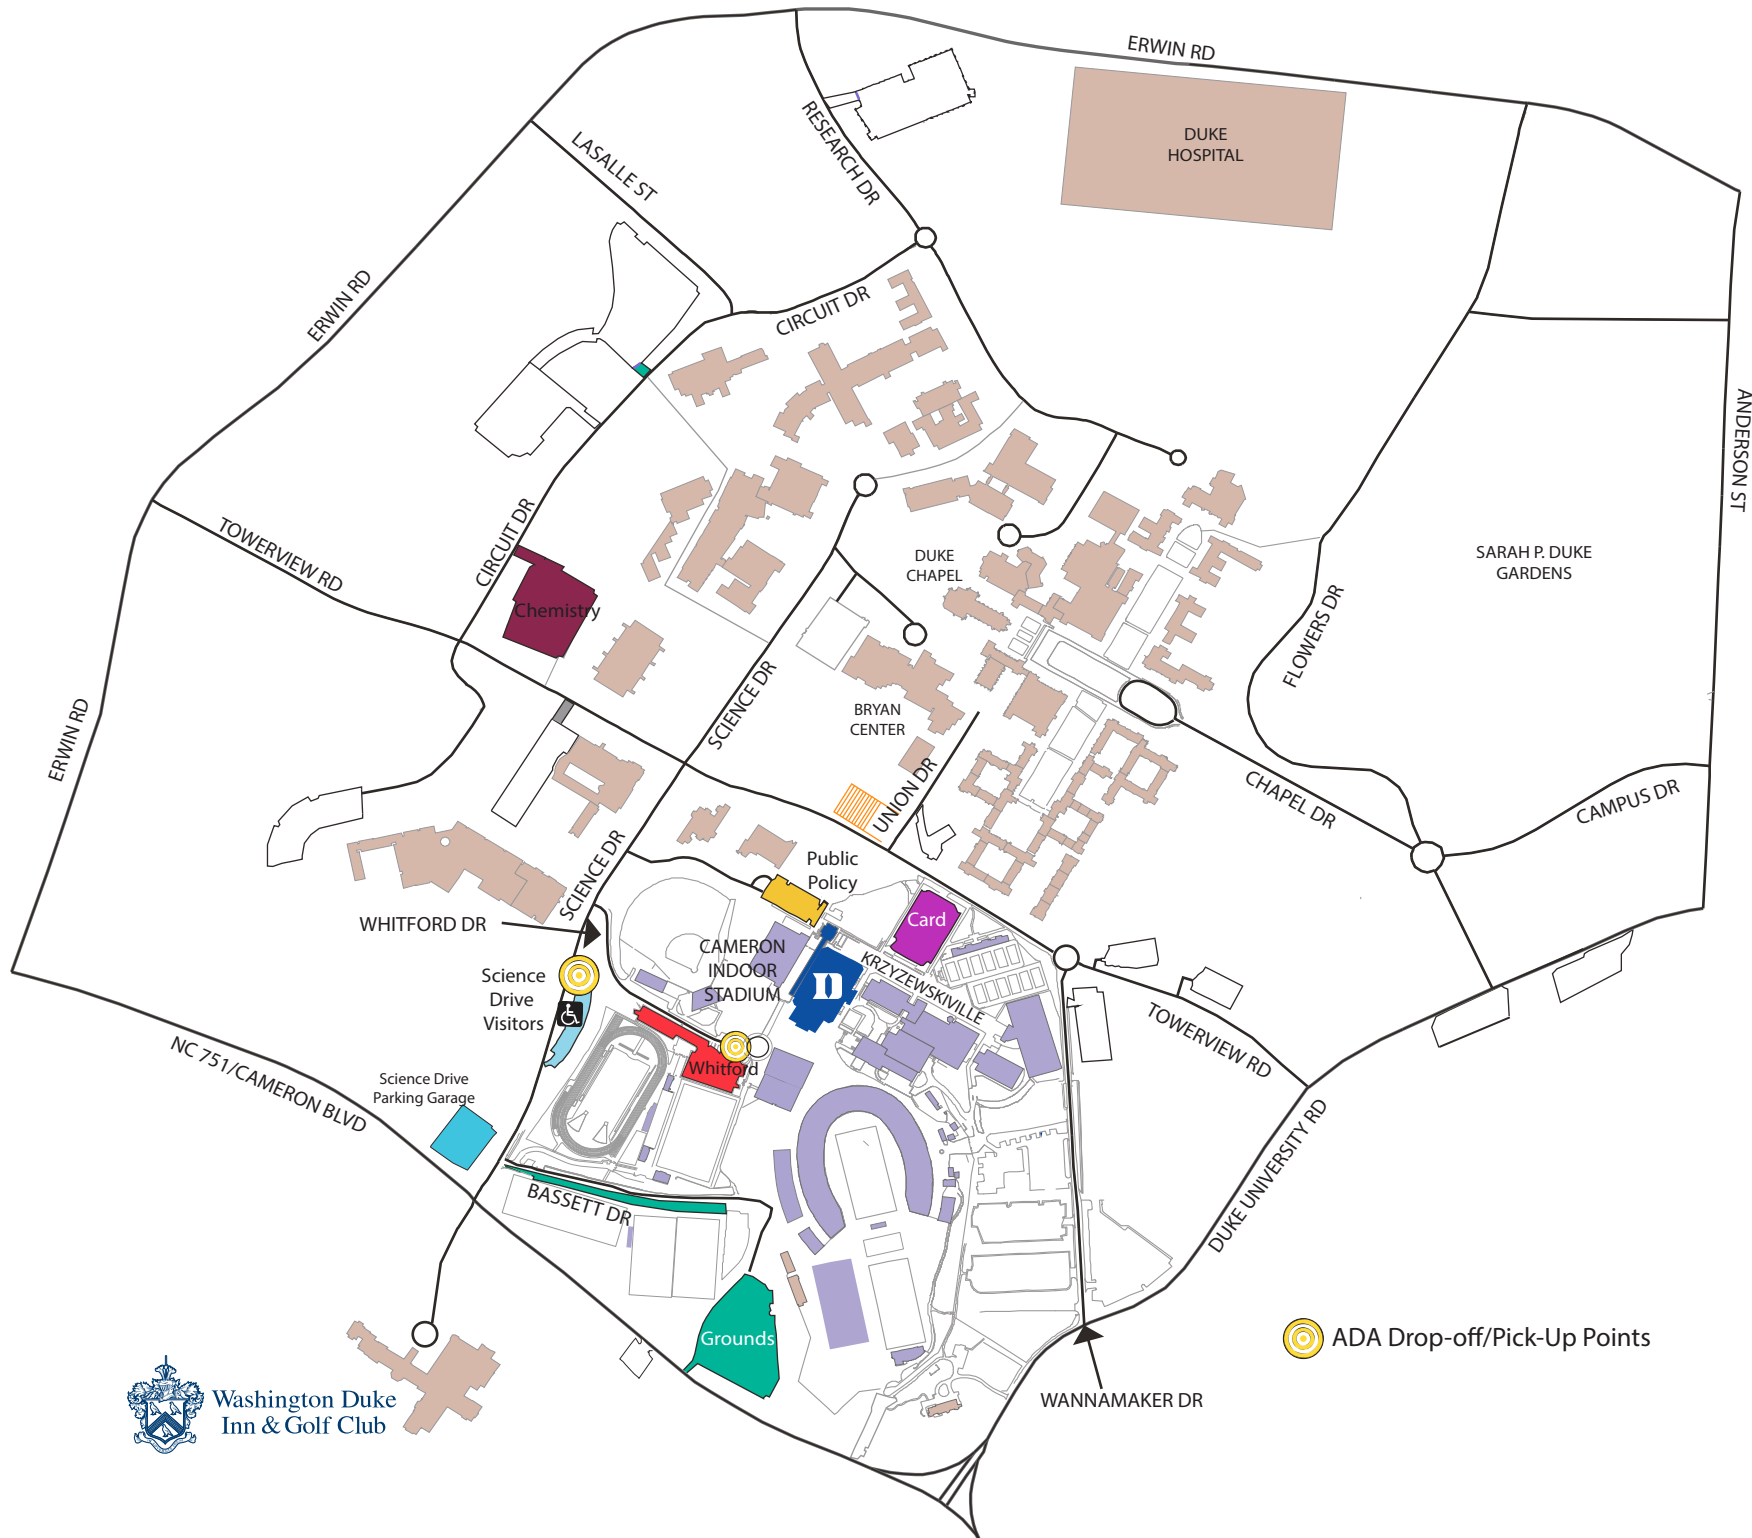 ERWIN RD
DUKE
HOSPITAL
RESEARCH DR
LASALLE ST
ERWIN RD
CIRCUIT DR
ANDERSON ST
TOWERVIEW RD
CIRCUIT DR
Chemistry
DUKE
CHAPEL
SARAH P. DUKE
GARDENS
FLOWERS DR
SCIENCE DR
BRYAN
CENTER
ERWIN RD
UNION DR
CHAPEL DR
CAMPUS DR
SCIENCE DR
Public
Policy
WHITFORD DR
Card
CAMERON
INDOOR
STADIUM
D
KRZYZEWSKIVILLE
Science
Drive
Visitors
TOWERVIEW RD
NC 751/CAMERON BLVD
Whitford
Science Drive
Parking Garage
BASSETT DR
DUKE UNIVERSITY RD
Grounds
ADA Drop-off/Pick-Up Points
WANNAMAKER DR
Washington Duke
Inn & Golf Club